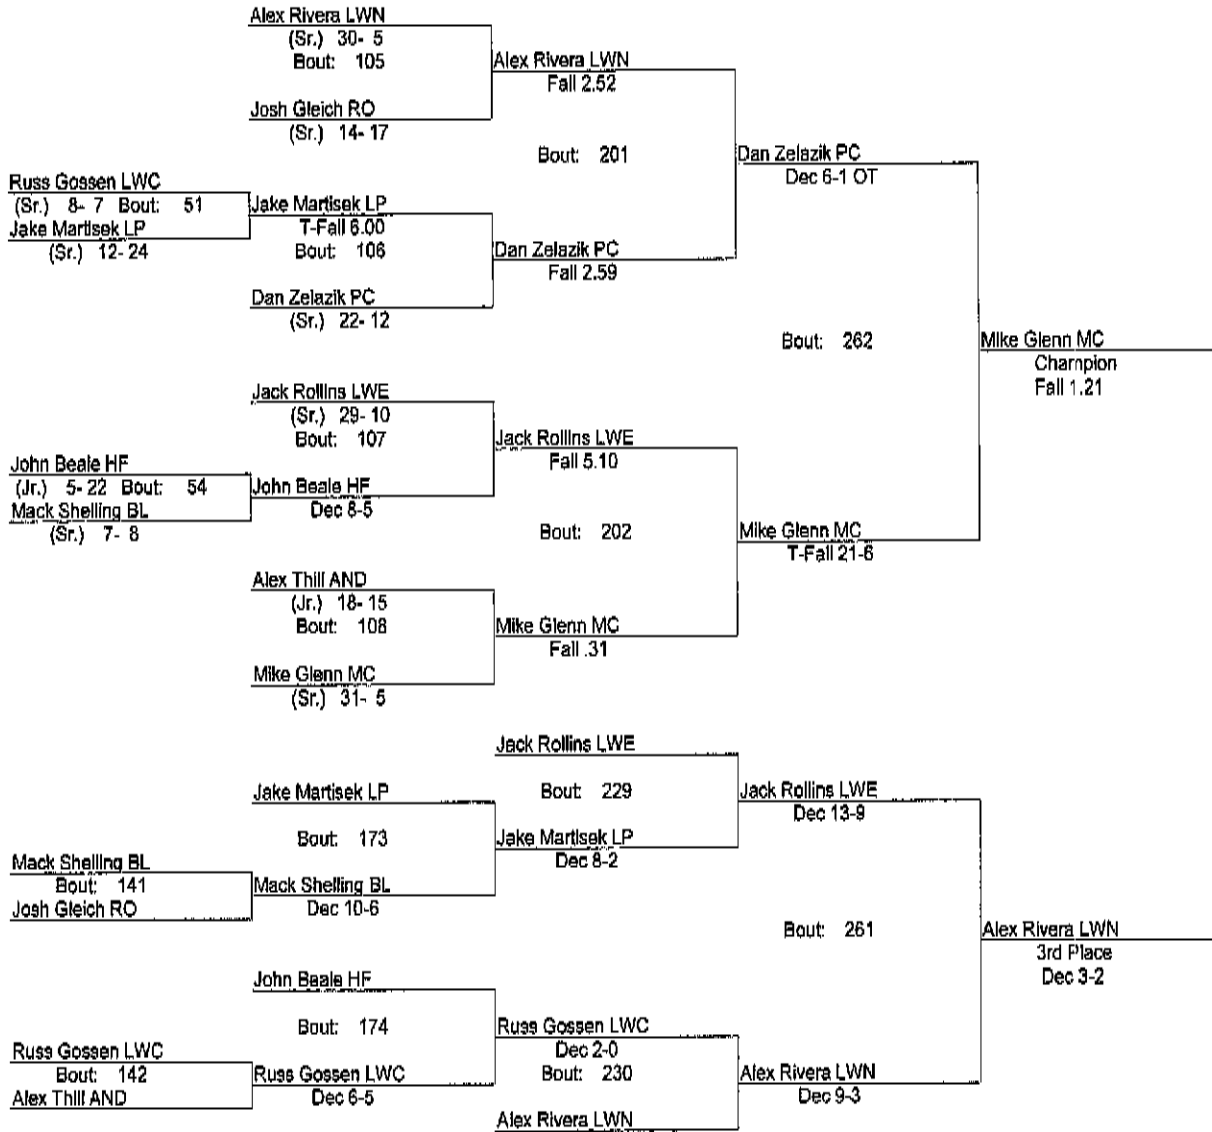 Alex Rivera LWN
(Sr.) 30- 5
Bout: 105
Alex Rivera LWN
Fall 2.52
Josh Gleich RO
(Sr.) 14- 17
Bout: 201
Dan Zelazik PC
Dec 6-1 OT
Russ Gossen LWC
(Sr.) 8- 7 Bout: 51
Jake Martisek LP
(Sr.) 12- 24
Jake Martisek LP
T-Fall 6.00
Bout: 106
Dan Zelazik PC
Fall 2.59
Dan Zelazik PC
(Sr.) 22- 12
Bout: 262
Mike Glenn MC
Champion
Fall 1.21
Jack Rollins LWE
(Sr.) 29- 10
Bout: 107
Jack Rollins LWE
Fall 5.10
John Beale HF
(Jr.) 5- 22 Bout: 54
Mack Shelling BL
(Sr.) 7- 8
John Beale HF
Dec 8-5
Bout: 202
Mike Glenn MC
T-Fall 21-6
Alex Thill AND
(Jr.) 18- 15
Bout: 108
Mike Glenn MC
Fall .31
Mike Glenn MC
(Sr.) 31- 5
Jack Rollins LWE
Jake Martisek LP
Bout: 229
Jack Rollins LWE
Dec 13-9
Bout: 173
Jake Martisek LP
Dec 8-2
Mack Shelling BL
Bout: 141
Josh Gleich RO
Mack Shelling BL
Dec 10-6
Bout: 261
Alex Rivera LWN
3rd Place
Dec 3-2
John Beale HF
Bout: 174
Russ Gossen LWC
Dec 2-0
Bout: 230
Russ Gossen LWC
Bout: 142
Alex Thill AND
Russ Gossen LWC
Dec 6-5
Alex Rivera LWN
Dec 9-3
Alex Rivera LWN